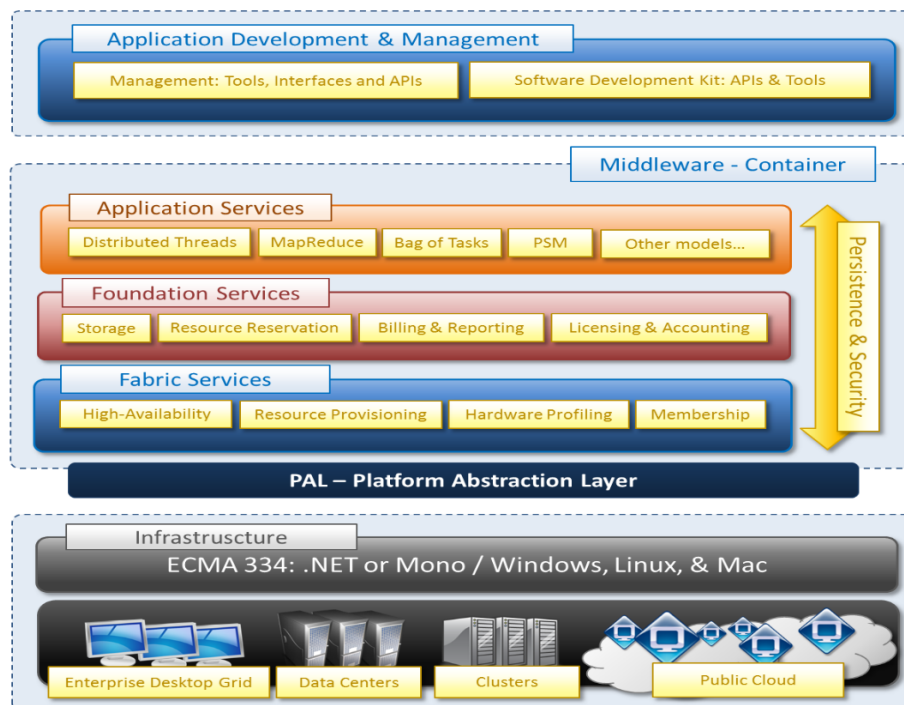 Application Development & Management
Management: Tools, Interfaces and APIs
Software Development Kit: APIs & Tools
Middleware - Container
Application Services
Distributed Threads
MapReduce
Bag of Tasks
PSM
Other models...
Foundation Services
Storage
Resource Reservation
Billing & Reporting
Licensing & Accounting
Fabric Services
High-Availability
Resource Provisioning
Hardware Profiling
Membership
Persistence & Security
PAL – Platform Abstraction Layer
Infrastruscture
ECMA 334: .NET or Mono / Windows, Linux, & Mac
Enterprise Desktop Grid
Data Centers
Clusters
Public Cloud